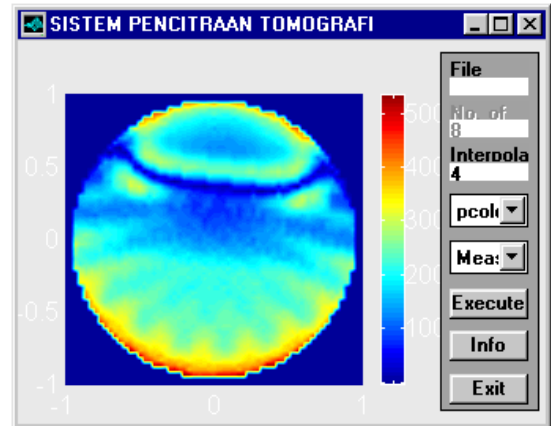 SISTEM PENCITRAAN TOMOGRAFI
File
No. of
8
Interpola
4
pcol
Meas
Execute
Info
Exit
1
0.5
0
-0.5
-1
-1
0
1
500
400
300
200
100